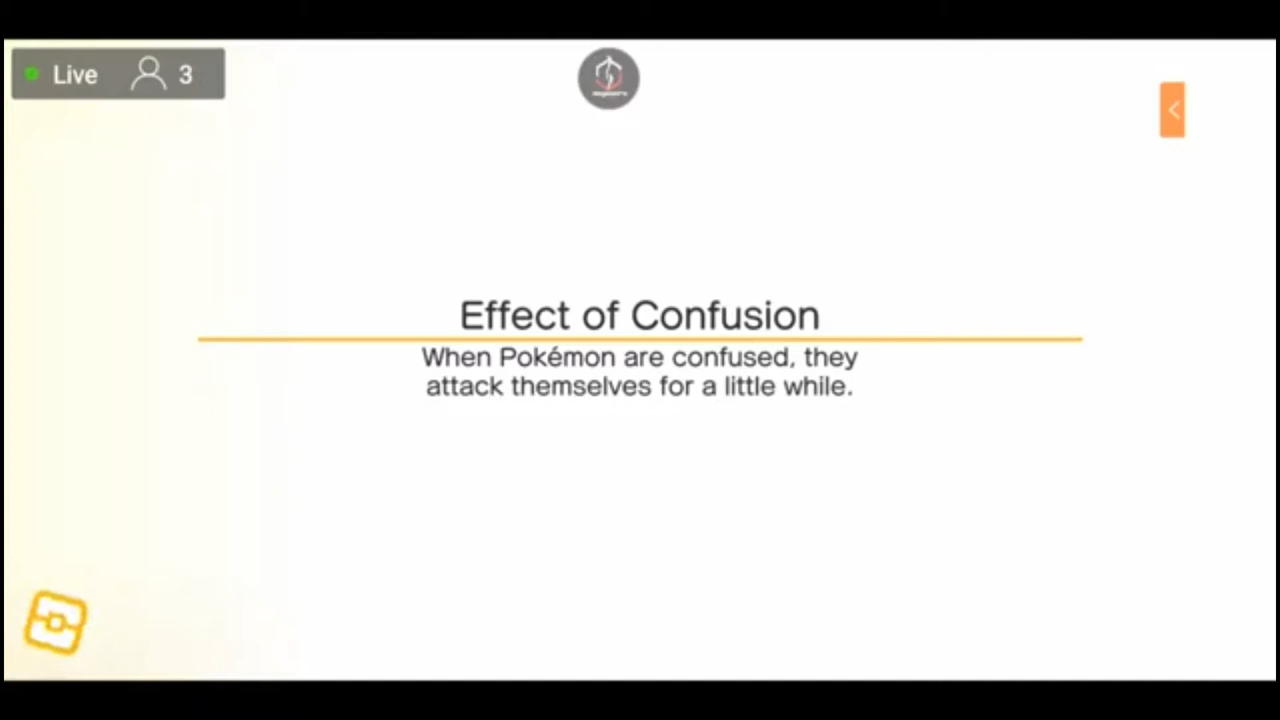 Live 3
Effect of Confusion
When Pokémon are confused, they
attack themselves for a little while.